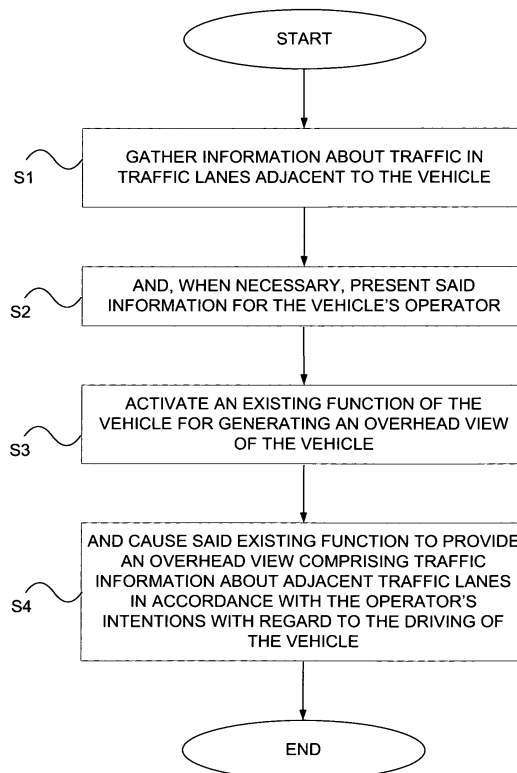 START
S1
GATHER INFORMATION ABOUT TRAFFIC IN
TRAFFIC LANES ADJACENT TO THE VEHICLE
S2
AND, WHEN NECESSARY, PRESENT SAID
INFORMATION FOR THE VEHICLE'S OPERATOR
S3
ACTIVATE AN EXISTING FUNCTION OF THE
VEHICLE FOR GENERATING AN OVERHEAD VIEW
OF THE VEHICLE
S4
AND CAUSE SAID EXISTING FUNCTION TO PROVIDE
AN OVERHEAD VIEW COMPRISING TRAFFIC
INFORMATION ABOUT ADJACENT TRAFFIC LANES
IN ACCORDANCE WITH THE OPERATOR'S
INTENTIONS WITH REGARD TO THE DRIVING OF
THE VEHICLE
END